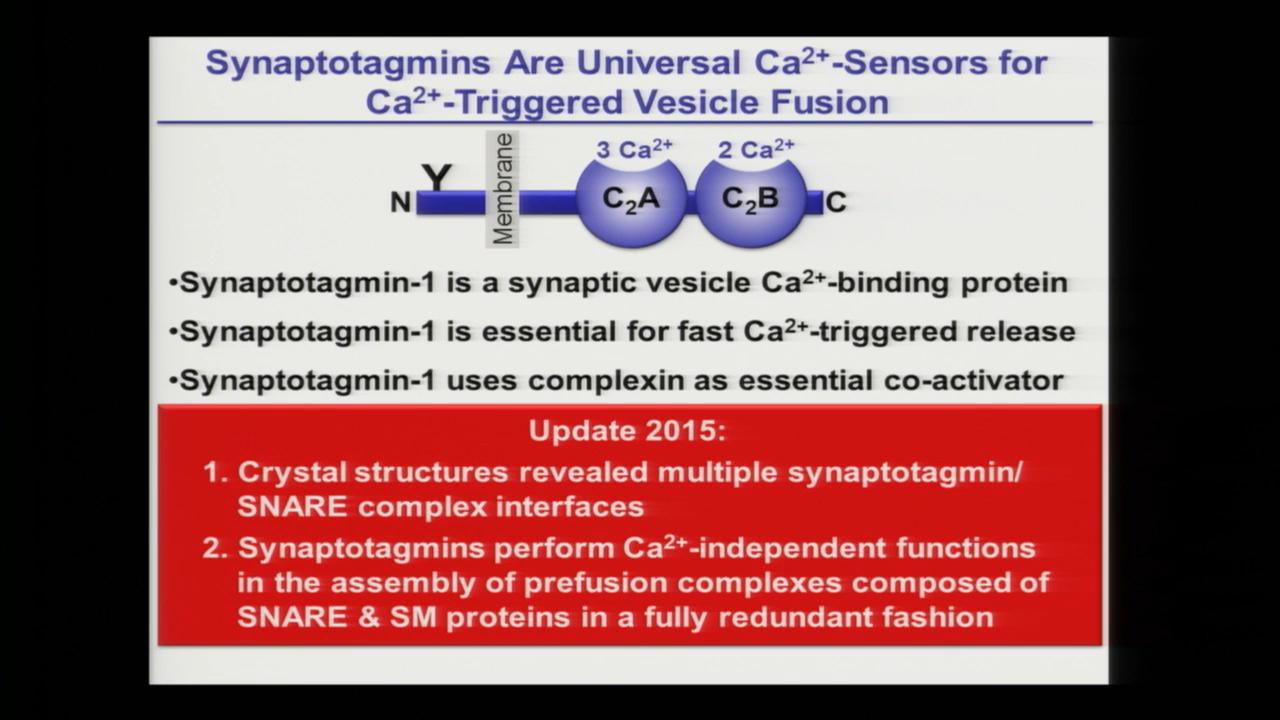 Synaptotagmins Are Universal Ca²⁺-Sensors for
Ca²⁺-Triggered Vesicle Fusion
3 Ca²⁺ 2 Ca²⁺
N Y Membrane C₂A C₂B C
•Synaptotagmin-1 is a synaptic vesicle Ca²⁺-binding protein
•Synaptotagmin-1 is essential for fast Ca²⁺-triggered release
•Synaptotagmin-1 uses complexin as essential co-activator
Update 2015:
1. Crystal structures revealed multiple synaptotagmin/
SNARE complex interfaces
2. Synaptotagmins perform Ca²⁺-independent functions
in the assembly of prefusion complexes composed of
SNARE & SM proteins in a fully redundant fashion